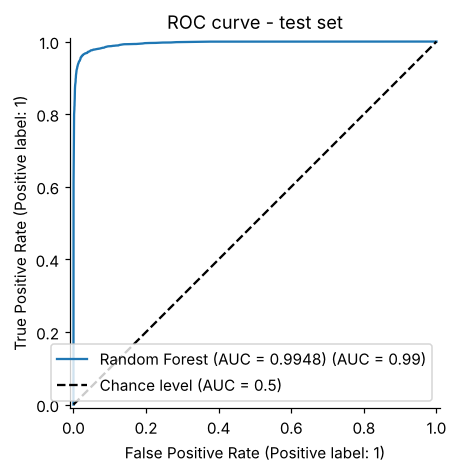 ROC curve - test set
True Positive Rate (Positive label: 1)
1.0
0.8
0.6
0.4
0.2
0.0
Random Forest (AUC = 0.9948) (AUC = 0.99)
Chance level (AUC = 0.5)
0.0 0.2 0.4 0.6 0.8 1.0
False Positive Rate (Positive label: 1)